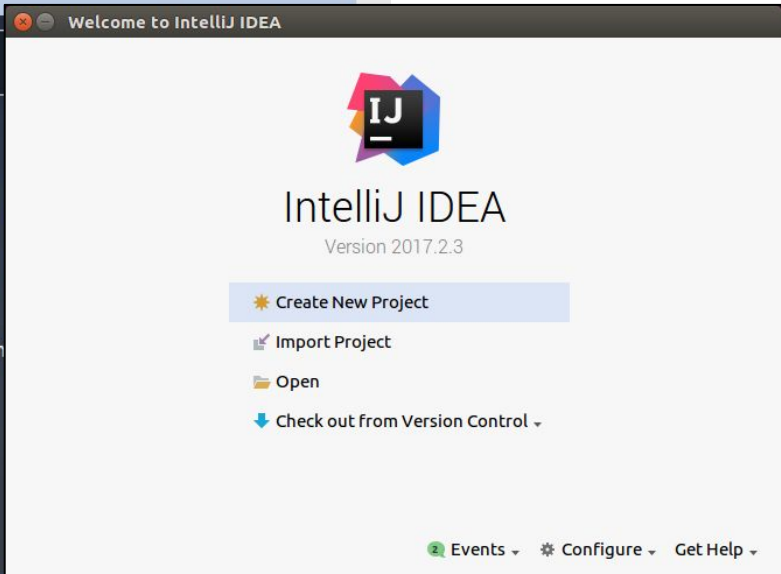 Welcome to IntelliJ IDEA
IJ
IntelliJ IDEA
Version 2017.2.3
Create New Project
Import Project
Open
Check out from Version Control
2 Events Configure Get Help